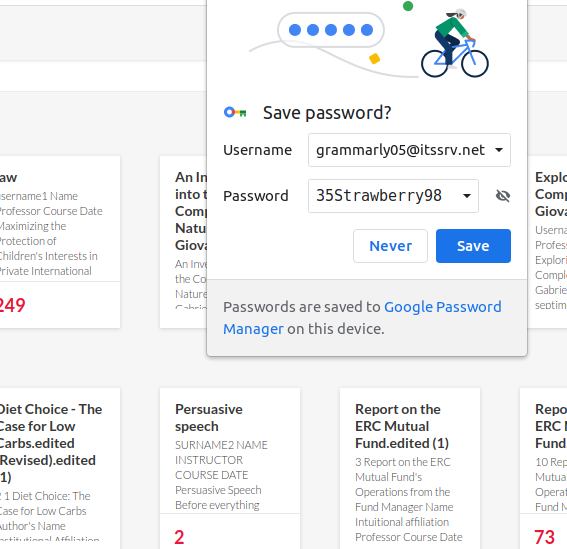 Save password?
Username grammarly05@itssrv.net
Password 35Strawberry98
Never Save
Passwords are saved to Google Password
Manager on this device.
aw
username1 Name
Professor Course Date
Maximizing the
Protection of
Children's Interests in
Private International
249
An In
into t
Comp
Natu
Giova
An Inve
the Co
Nature
Gabrie
Explo
Comp
Giova
Userna
Profess
Explori
Comple
Gabrie
septim
Diet Choice - The
Case for Low
Carbs.edited
(Revised).edited
(1)
2 1 Diet Choice: The
Case for Low Carbs
Author's Name
Institutional Affiliation
Persuasive
speech
SURNAME2 NAME
INSTRUCTOR
COURSE DATE
Persuasive Speech
Before everything
2
Report on the
ERC Mutual
Fund.edited (1)
3 Report on the ERC
Mutual Fund's
Operations from the
Fund Manager Name
Intuitional affiliation
Professor Course Date
Repo
ERC M
Fund.
10 Rep
Mutua
Operat
Fund M
73